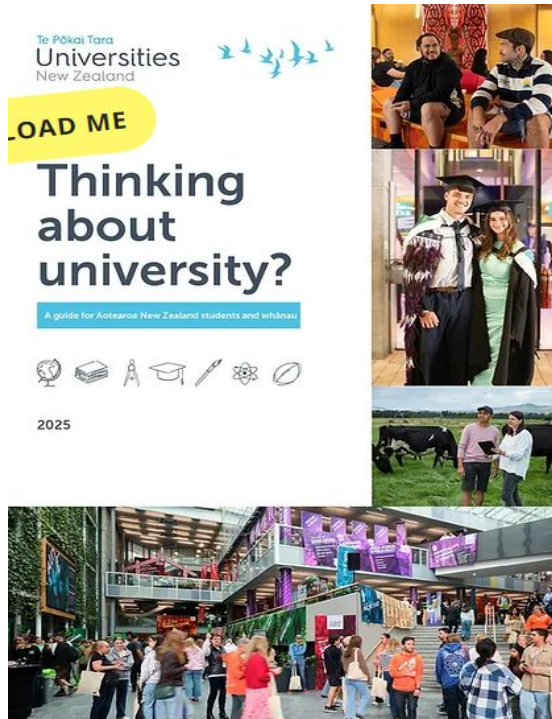 Te Pōkai Tara
Universities
New Zealand
LOAD ME
Thinking
about
university?
A guide for Aotearoa New Zealand students and whānau
2025